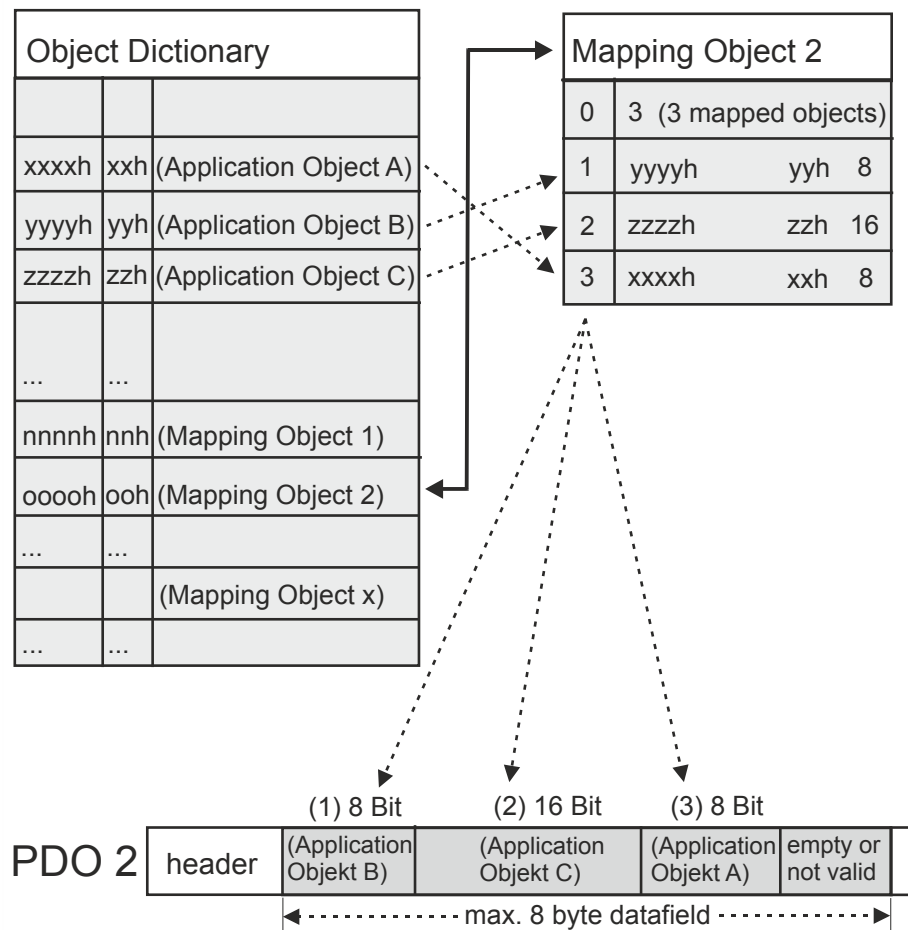 Object Dictionary
xxxxh xxh (Application Object A)
yyyyh yyh (Application Object B)
zzzzh zzh (Application Object C)
... ...
nnnnh nnh (Mapping Object 1)
ooooh ooh (Mapping Object 2)
... ...
(Mapping Object x)
... ...
Mapping Object 2
0 3 (3 mapped objects)
1 yyyyh yyh 8
2 zzzzh zzh 16
3 xxxxh xxh 8
(1) 8 Bit (2) 16 Bit (3) 8 Bit
PDO 2
header
(Application
Objekt B)
(Application
Objekt C)
(Application
Objekt A)
empty or
not valid
max. 8 byte datafield